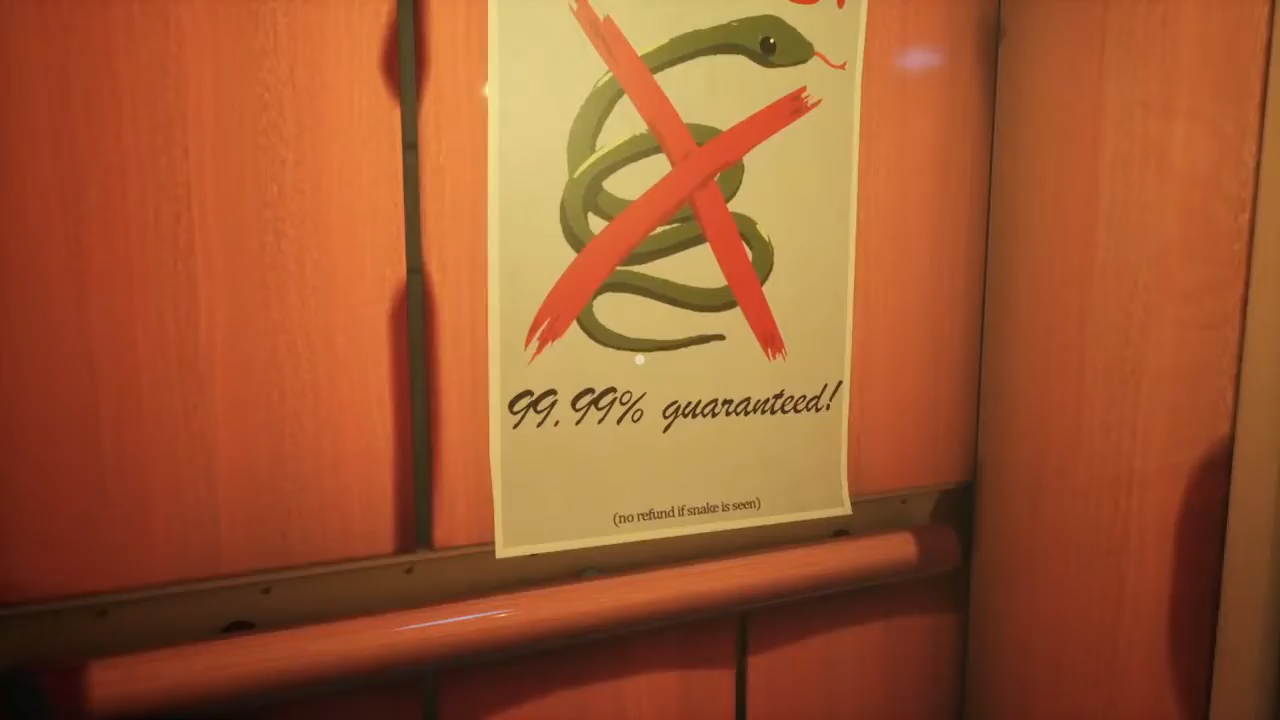 99.99% guaranteed!
(no refund if snake is seen)